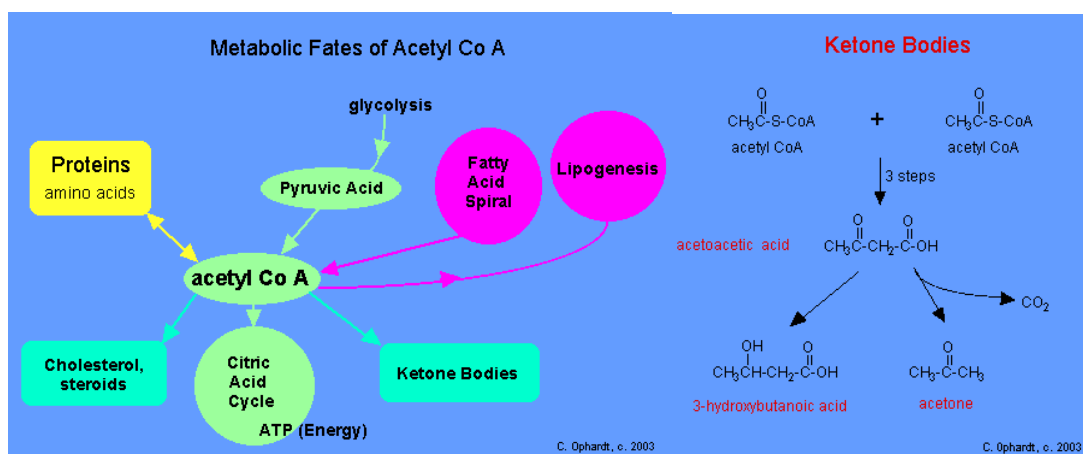 Metabolic Fates of Acetyl Co A
glycolysis
Proteins
amino acids
Pyruvic Acid
Fatty
Acid
Spiral
Lipogenesis
acetyl Co A
Cholesterol,
steroids
Citric
Acid
Cycle
ATP (Energy)
Ketone Bodies
C. Ophardt, c. 2003
Ketone Bodies
O
CH3C-S-CoA
acetyl CoA
+
O
CH3C-S-CoA
acetyl CoA
3 steps
acetoacetic acid
O O
CH3C-CH2-C-OH
CO2
OH O
CH3CH-CH2-C-OH
3-hydroxybutanoic acid
O
CH3-C-CH3
acetone
C. Ophardt, c. 2003